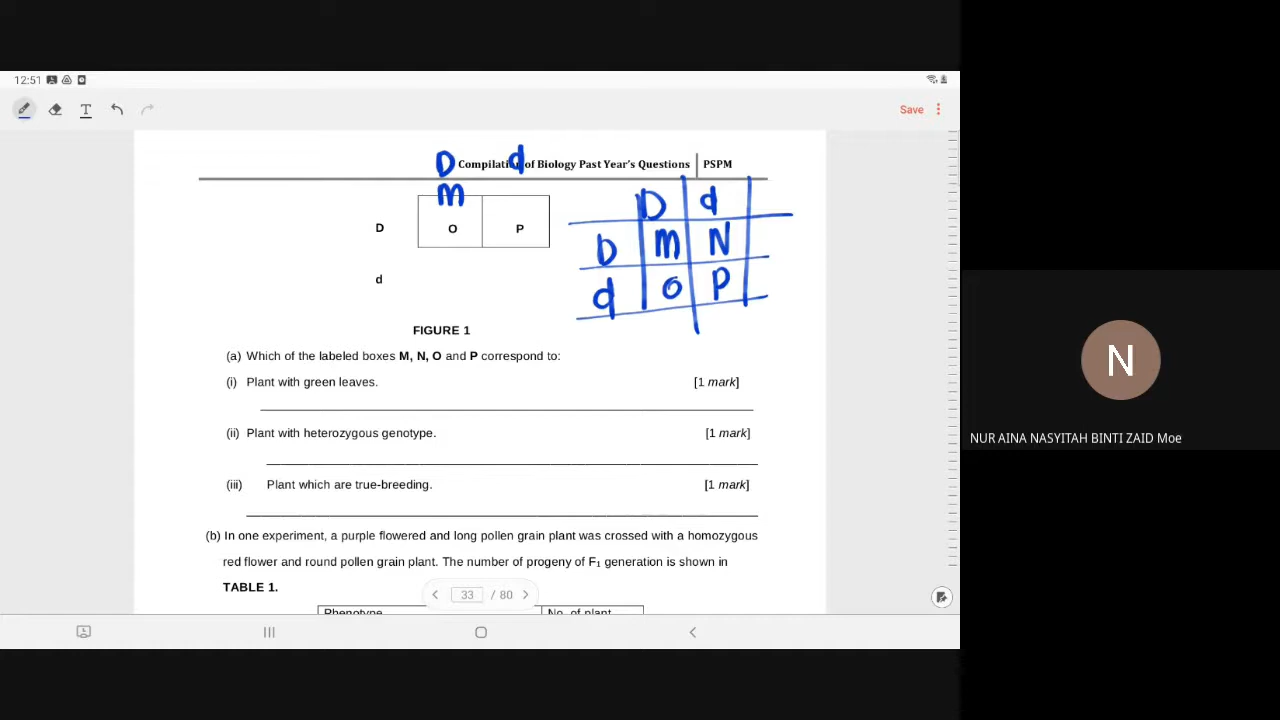 12:51
T
Save
Compilation of Biology Past Year's Questions PSPM
D d
m
D O P
d
D d
D m N
d O P
FIGURE 1
(a) Which of the labeled boxes M, N, O and P correspond to:
(i) Plant with green leaves. [1 mark]
(ii) Plant with heterozygous genotype. [1 mark]
(iii) Plant which are true-breeding. [1 mark]
(b) In one experiment, a purple flowered and long pollen grain plant was crossed with a homozygous
red flower and round pollen grain plant. The number of progeny of F₁ generation is shown in
TABLE 1.
33 / 80
Phenotype No. of plant
N
NUR AINA NASYITAH BINTI ZAID Moe